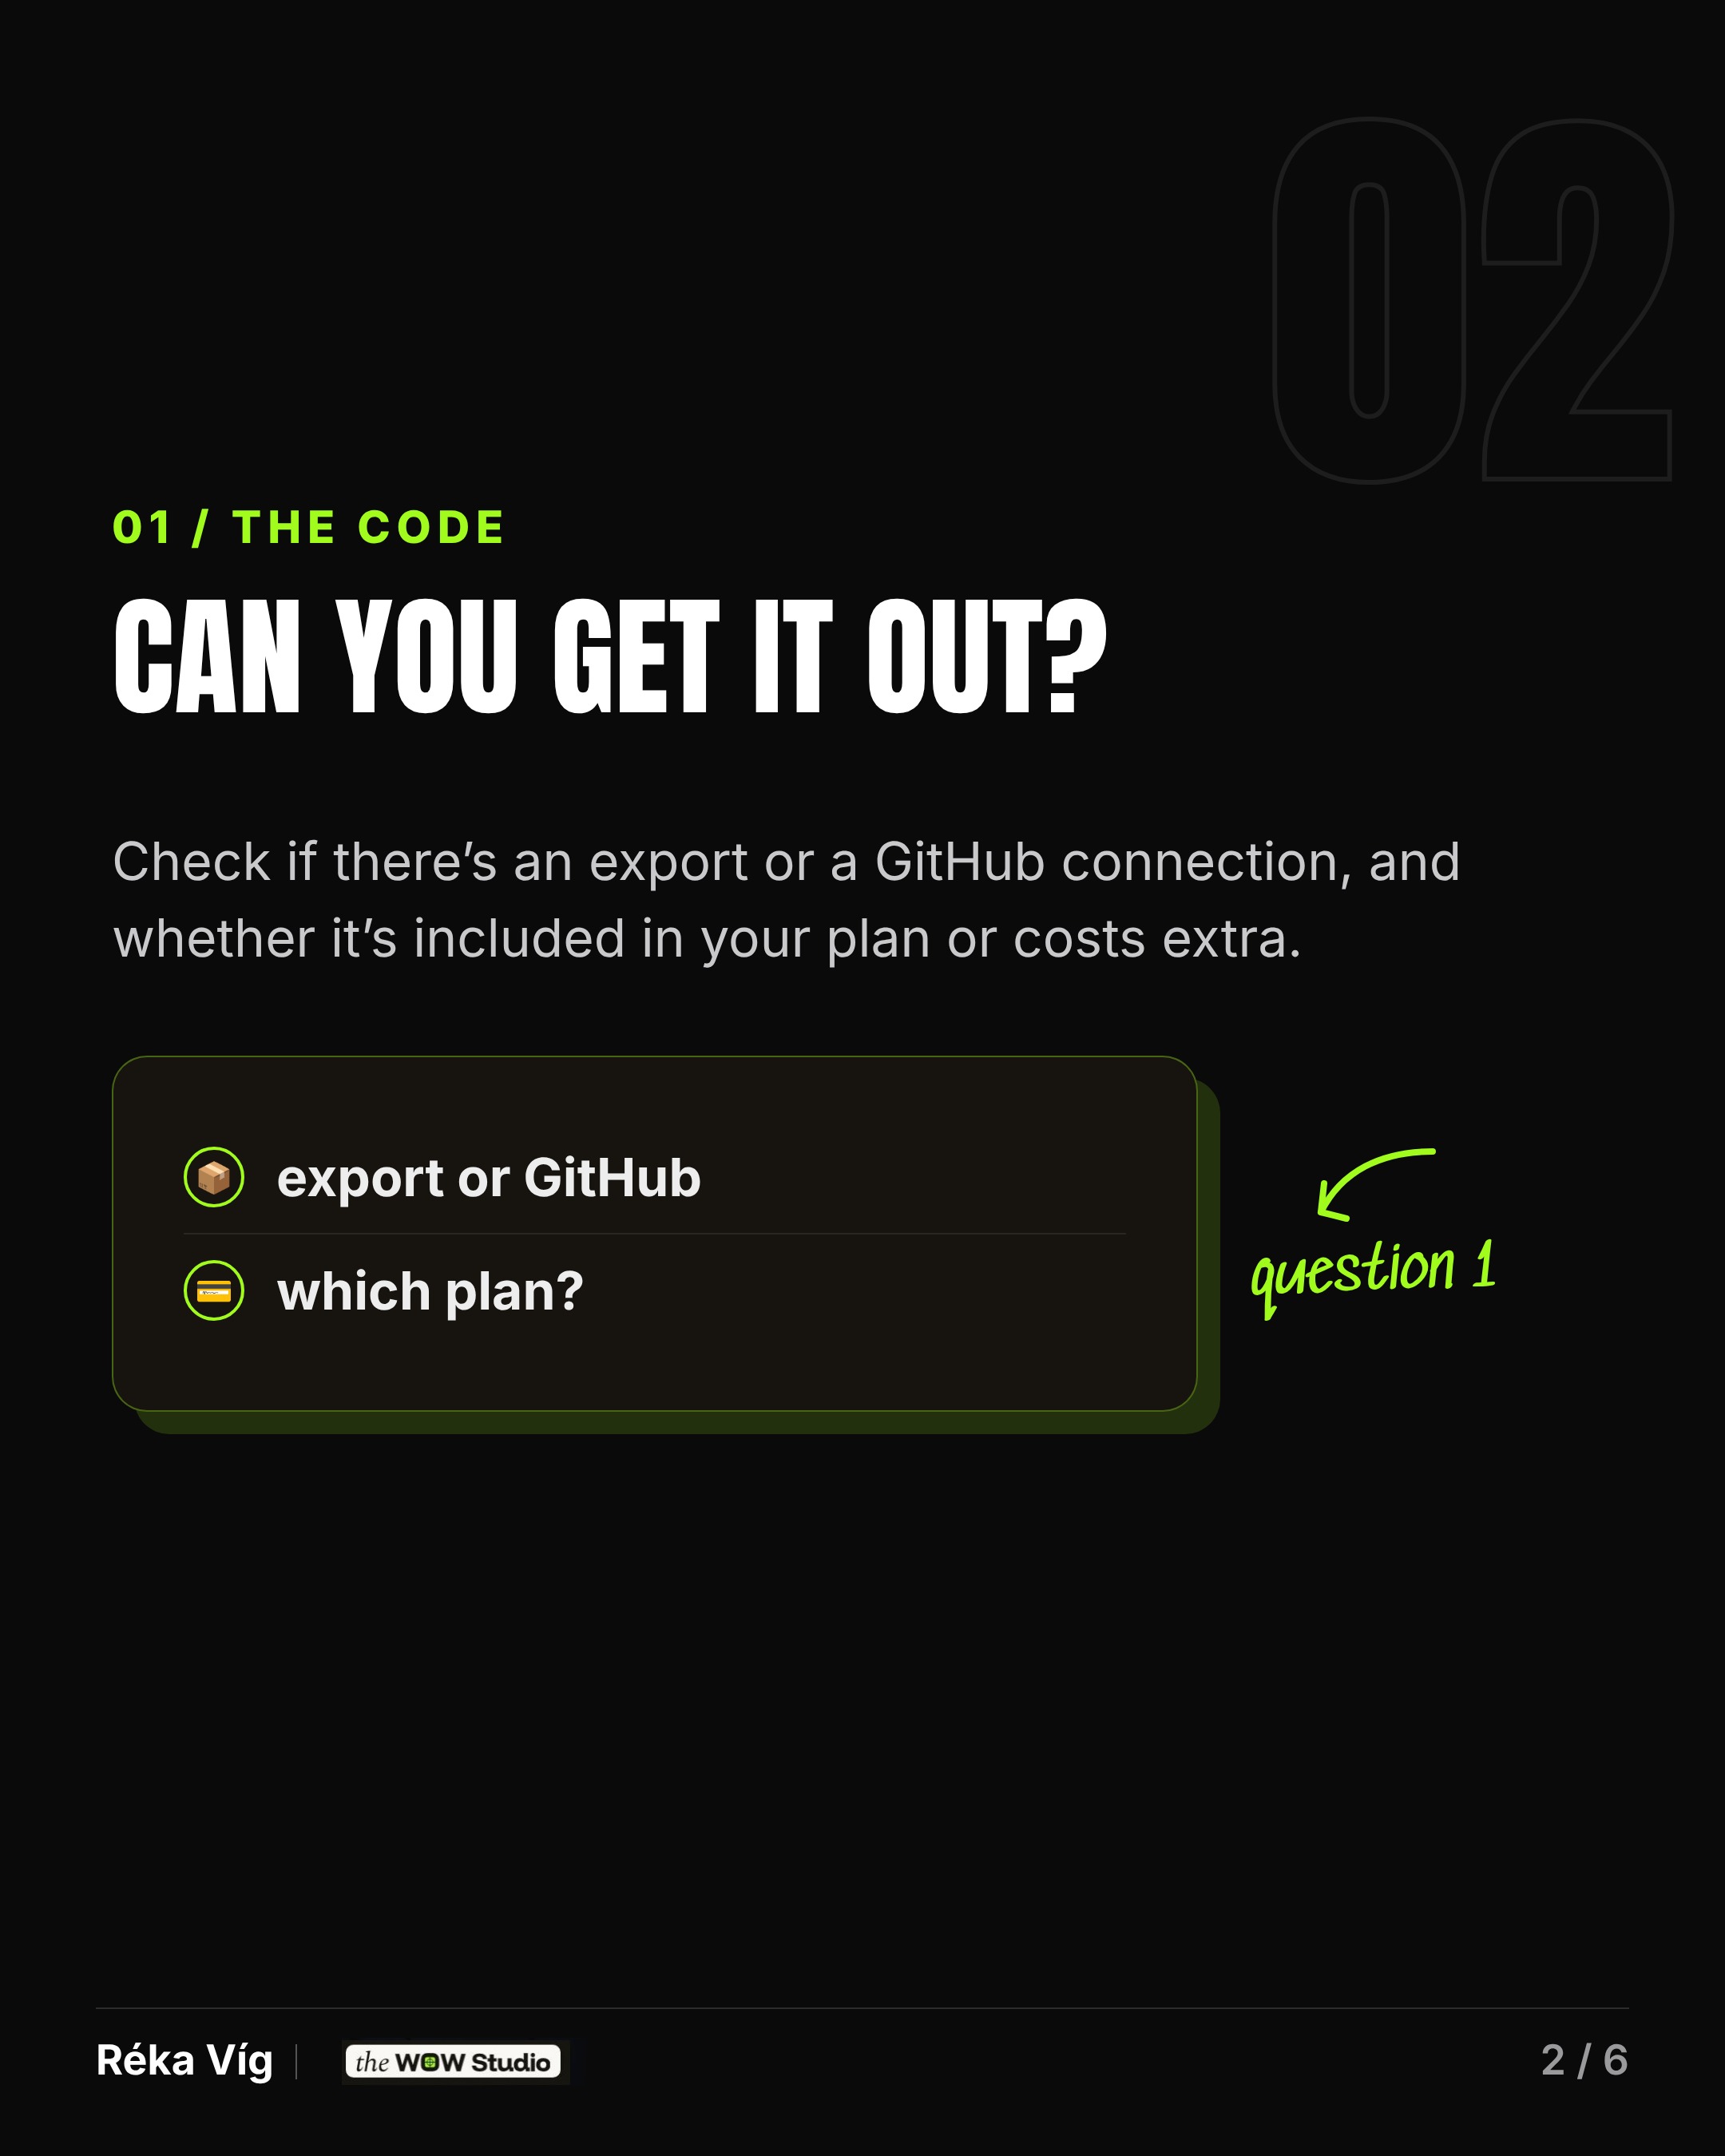 02
01 / THE CODE
CAN YOU GET IT OUT?
Check if there’s an export or a GitHub connection, and
whether it’s included in your plan or costs extra.
export or GitHub
which plan?
question 1
Réka Víg
the WOW Studio
2 / 6